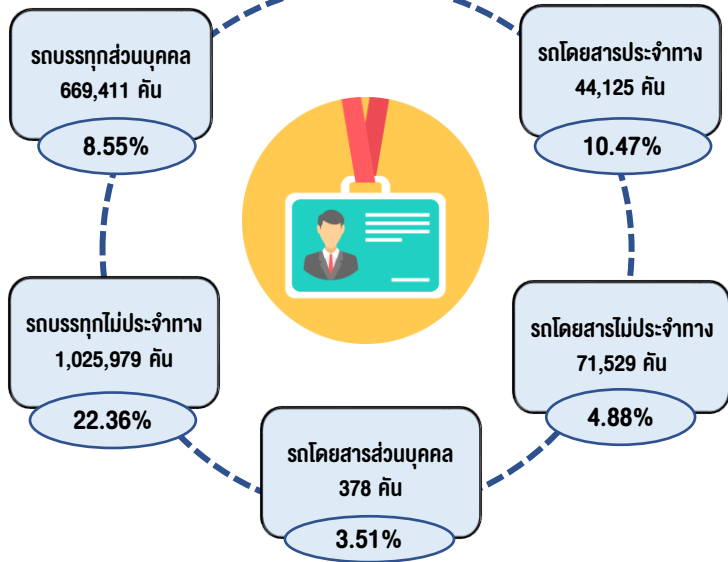 รถบรรทุกส่วนบุคคล
669,411 คัน
8.55%
รถโดยสารประจำทาง
44,125 คัน
10.47%
รถบรรทุกไม่ประจำทาง
1,025,979 คัน
22.36%
รถโดยสารไม่ประจำทาง
71,529 คัน
4.88%
รถโดยสารส่วนบุคคล
378 คัน
3.51%